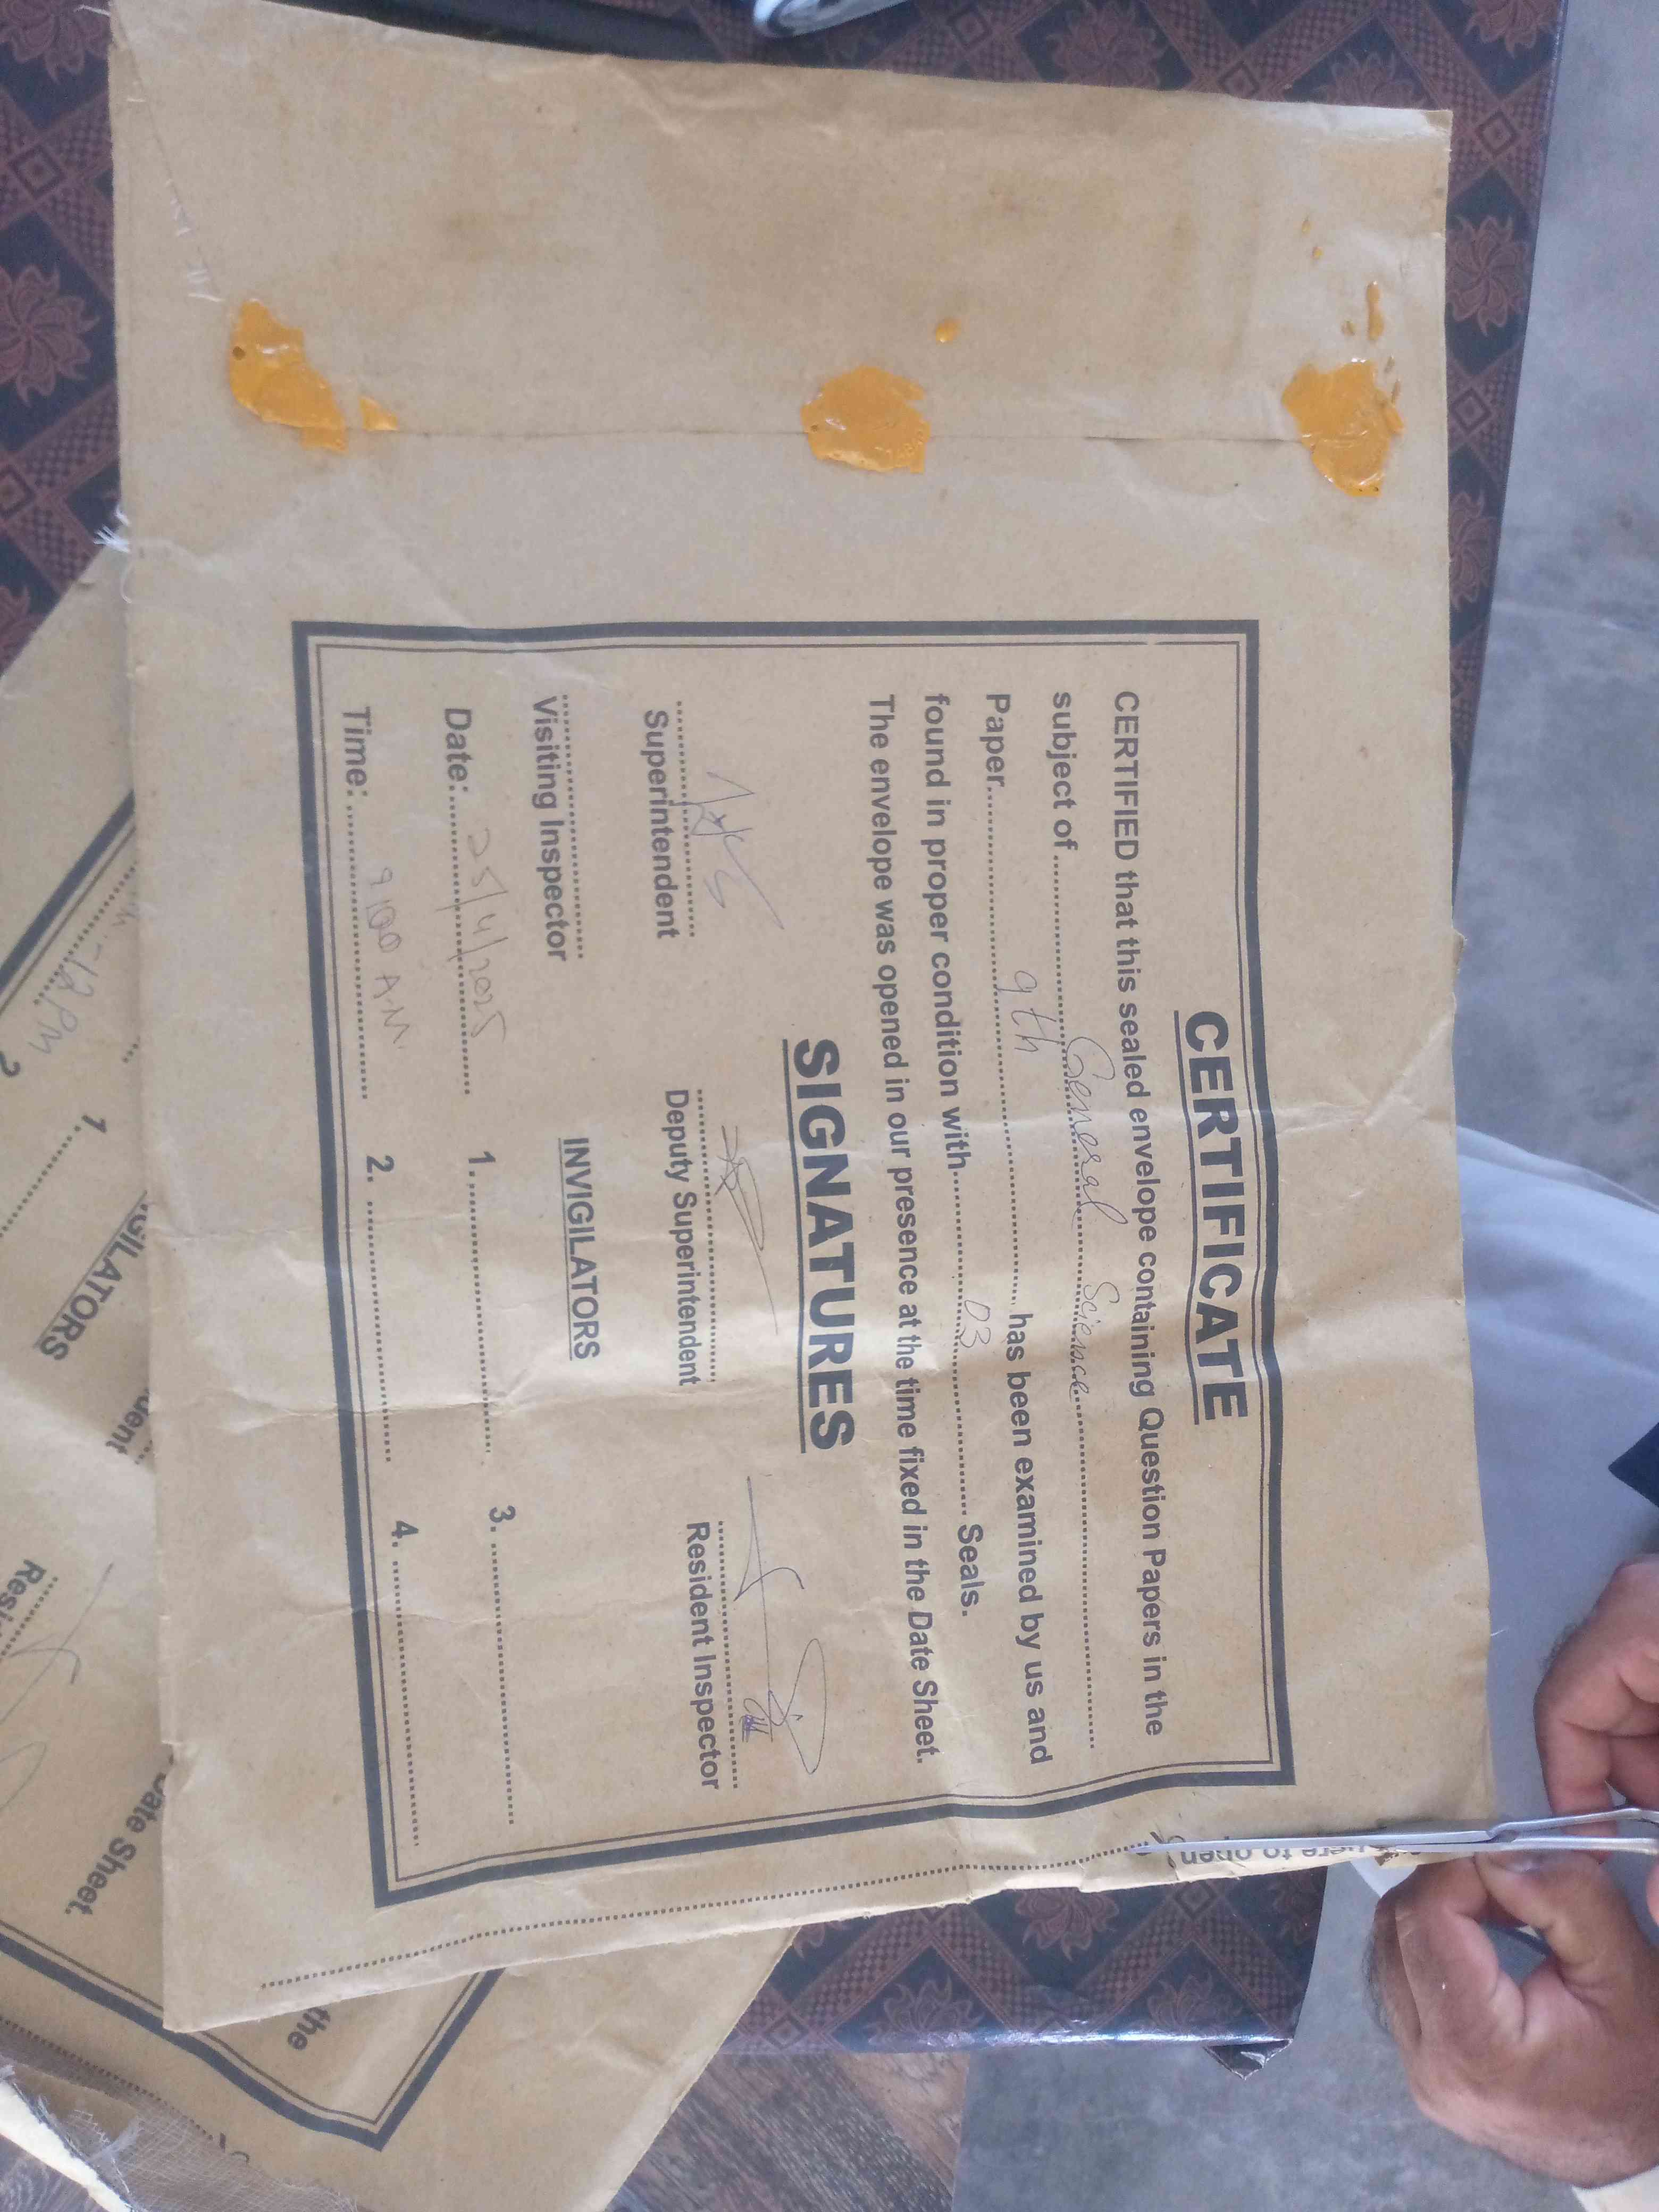 CERTIFICATE
CERTIFIED that this sealed envelope containing Question Papers in the
subject of .......... General Science ..........
Paper.......... 9th .......... has been examined by us and
found in proper condition with.......... 03 .......... Seals.
The envelope was opened in our presence at the time fixed in the Date Sheet.
SIGNATURES
Superintendent Deputy Superintendent Resident Inspector
Visiting Inspector
INVIGILATORS
Date: 25/4/2025 1. .......... 3. ..........
Time: 9:00 A.M. 2. .......... 4. ..........
to open
the
Date Sheet.
12 PM